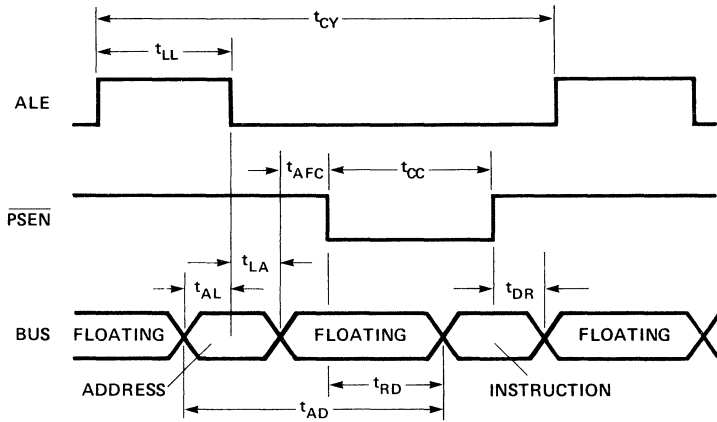 tCY
tLL
ALE
tAFC
tCC
PSEN
tLA
tAL
tDR
BUS FLOATING FLOATING FLOATING
ADDRESS tRD INSTRUCTION
tAD